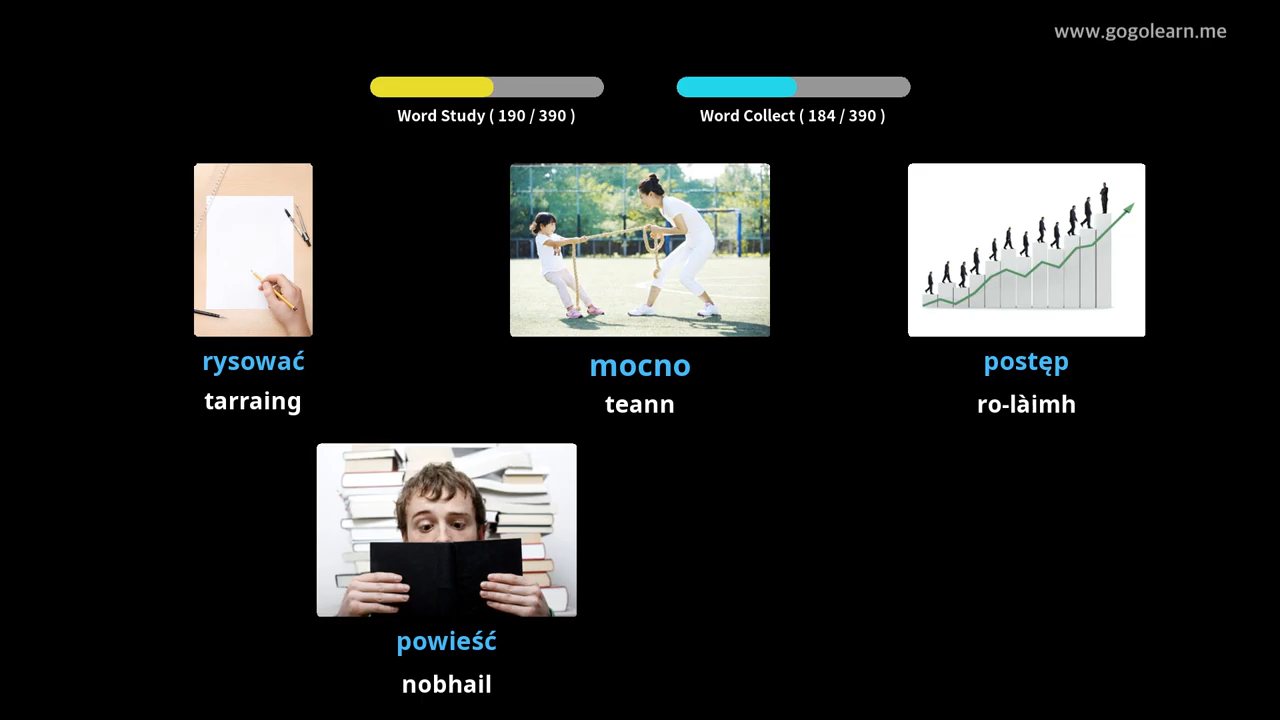 www.gogolearn.me
Word Study ( 190 / 390 )
Word Collect ( 184 / 390 )
rysować
mocno
postęp
tarraing
teann
ro-làimh
powieść
nobhail